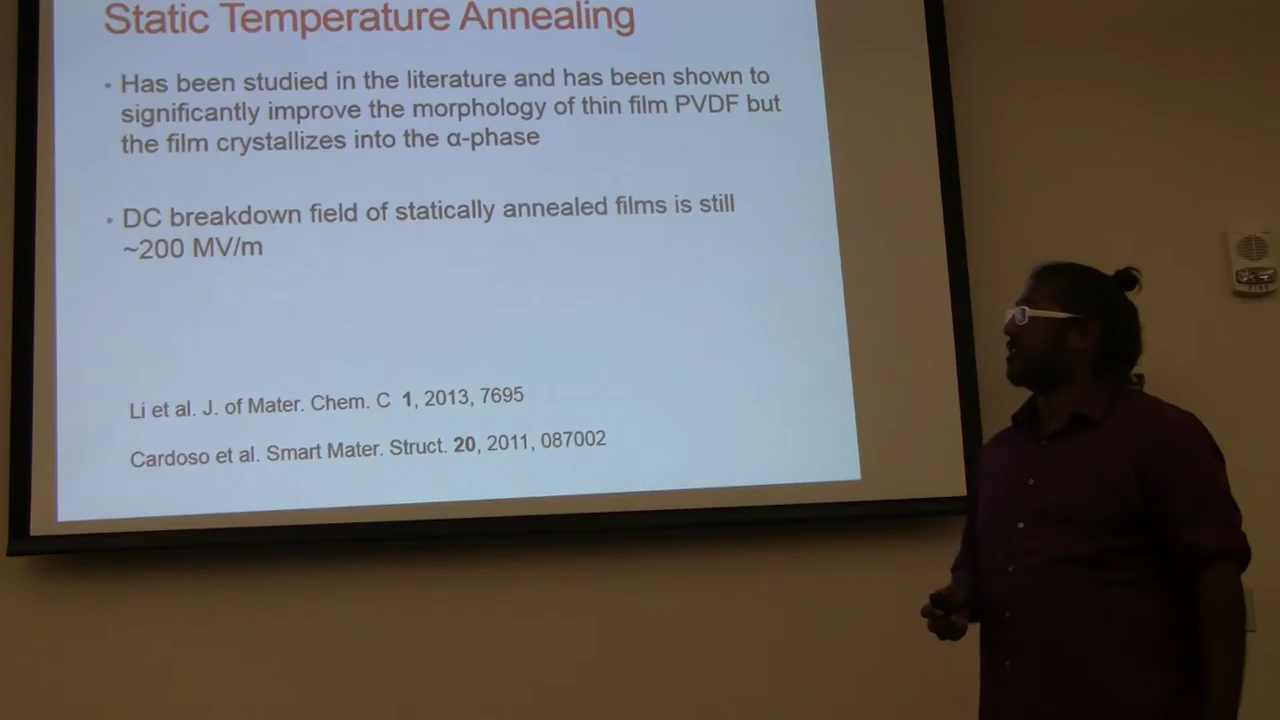 Static Temperature Annealing
• Has been studied in the literature and has been shown to
significantly improve the morphology of thin film PVDF but
the film crystallizes into the α-phase
• DC breakdown field of statically annealed films is still
~200 MV/m
Li et al. J. of Mater. Chem. C 1, 2013, 7695
Cardoso et al. Smart Mater. Struct. 20, 2011, 087002
FIRE